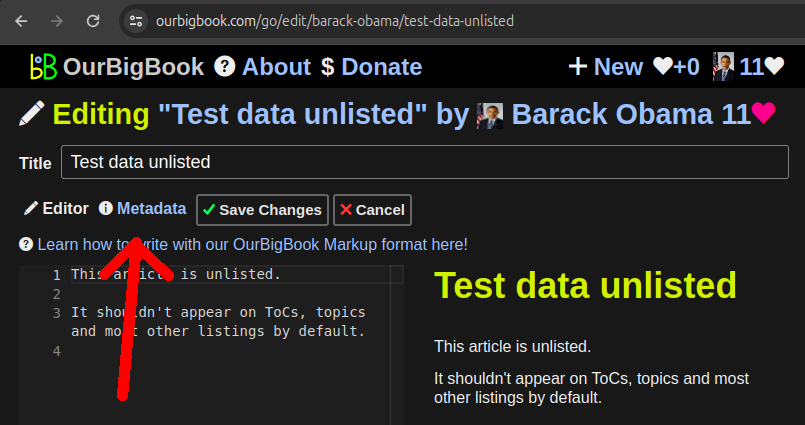 ourbigbook.com/go/edit/barack-obama/test-data-unlisted
OurBigBook About $ Donate New +0 11
Editing "Test data unlisted" by Barack Obama 11
Title Test data unlisted
Editor Metadata Save Changes Cancel
Learn how to write with our OurBigBook Markup format here!
1 This article is unlisted.
2
3 It shouldn't appear on ToCs, topics
and most other listings by default.
4
Test data unlisted
This article is unlisted.
It shouldn't appear on ToCs, topics and most
other listings by default.